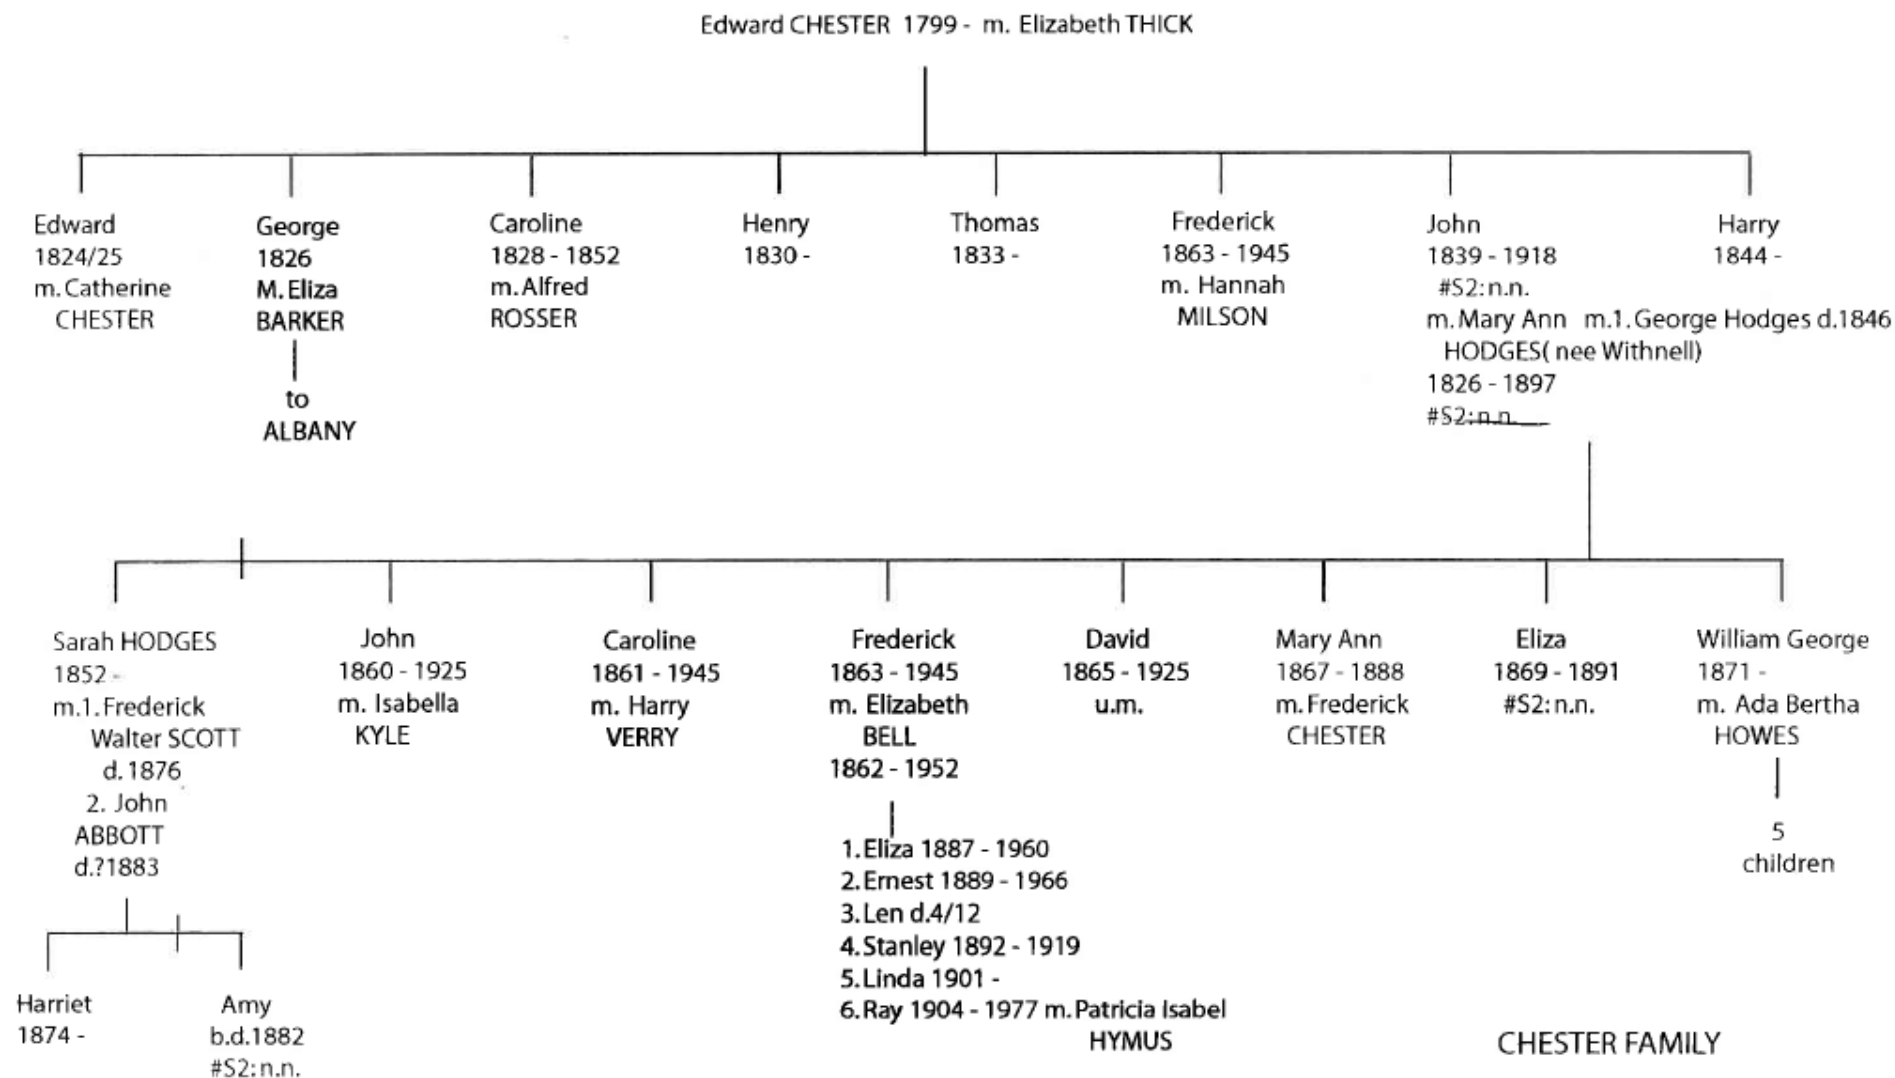 Edward CHESTER 1799 - m. Elizabeth THICK
Edward
1824/25
m. Catherine
CHESTER
George
1826
M. Eliza
BARKER
to
ALBANY
Caroline
1828 - 1852
m. Alfred
ROSSER
Henry
1830 -
Thomas
1833 -
Frederick
1863 - 1945
m. Hannah
MILSON
John
1839 - 1918
#S2: n.n.
m. Mary Ann m.1. George Hodges d.1846
HODGES( nee Withnell)
1826 - 1897
#S2: n.n.
Harry
1844 -
Sarah HODGES
1852 -
m.1. Frederick
Walter SCOTT
d. 1876
2. John
ABBOTT
d.?1883
Harriet
1874 -
Amy
b.d.1882
#S2: n.n.
John
1860 - 1925
m. Isabella
KYLE
Caroline
1861 - 1945
m. Harry
VERRY
Frederick
1863 - 1945
m. Elizabeth
BELL
1862 - 1952
1. Eliza 1887 - 1960
2. Ernest 1889 - 1966
3. Len d.4/12
4. Stanley 1892 - 1919
5. Linda 1901 -
6. Ray 1904 - 1977 m. Patricia Isabel
HYMUS
David
1865 - 1925
u.m.
Mary Ann
1867 - 1888
m. Frederick
CHESTER
Eliza
1869 - 1891
#S2: n.n.
William George
1871 -
m. Ada Bertha
HOWES
5
children
CHESTER FAMILY